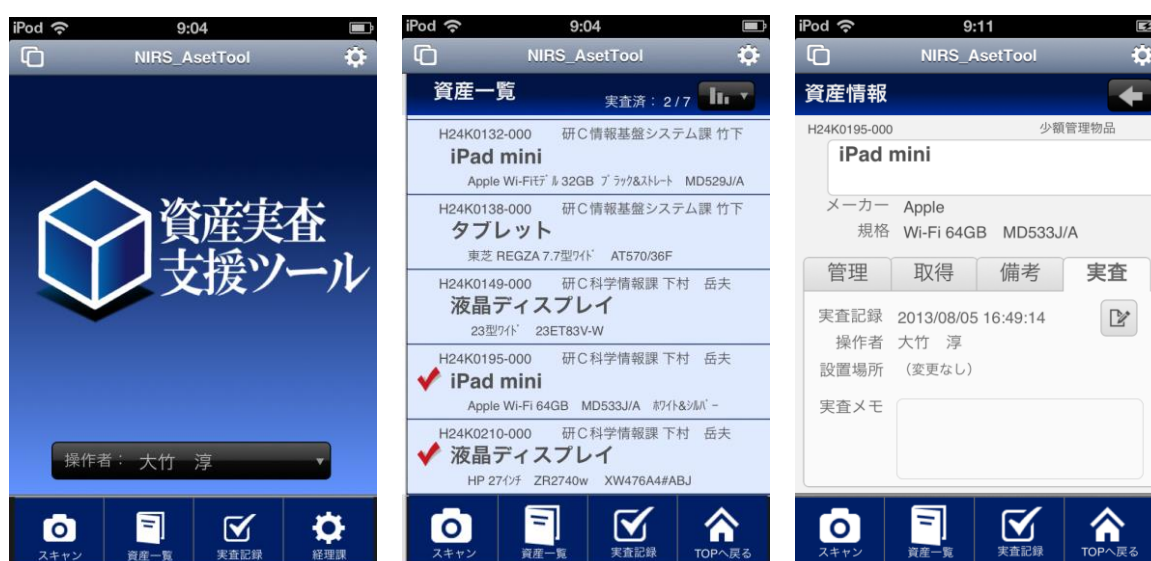 iPod 9:04
NIRS_AsetTool
資産実査
支援ツール
操作者： 大竹　淳
スキャン 資産一覧 実査記録 経理課
iPod 9:04
NIRS_AsetTool
資産一覧 実査済： 2 / 7
H24K0132-000 研C情報基盤システム課 竹下
iPad mini
Apple Wi-Fiﾓﾃﾞﾙ 32GB ﾌﾞﾗｯｸ&ｽﾄﾚｰﾄ MD529J/A
H24K0138-000 研C情報基盤システム課 竹下
タブレット
東芝 REGZA 7.7型ﾜｲﾄﾞ AT570/36F
H24K0149-000 研C科学情報課 下村　岳夫
液晶ディスプレイ
23型ﾜｲﾄﾞ 23ET83V-W
H24K0195-000 研C科学情報課 下村　岳夫
iPad mini
Apple Wi-Fi 64GB MD533J/A ﾎﾜｲﾄ&ｼﾙﾊﾞｰ
H24K0210-000 研C科学情報課 下村　岳夫
液晶ディスプレイ
HP 27ｲﾝﾁ ZR2740w XW476A4#ABJ
スキャン 資産一覧 実査記録 TOPへ戻る
iPod 9:11
NIRS_AsetTool
資産情報
H24K0195-000 少額管理物品
iPad mini
メーカー Apple
規格 Wi-Fi 64GB MD533J/A
管理 取得 備考 実査
実査記録 2013/08/05 16:49:14
操作者 大竹　淳
設置場所 （変更なし）
実査メモ
スキャン 資産一覧 実査記録 TOPへ戻る